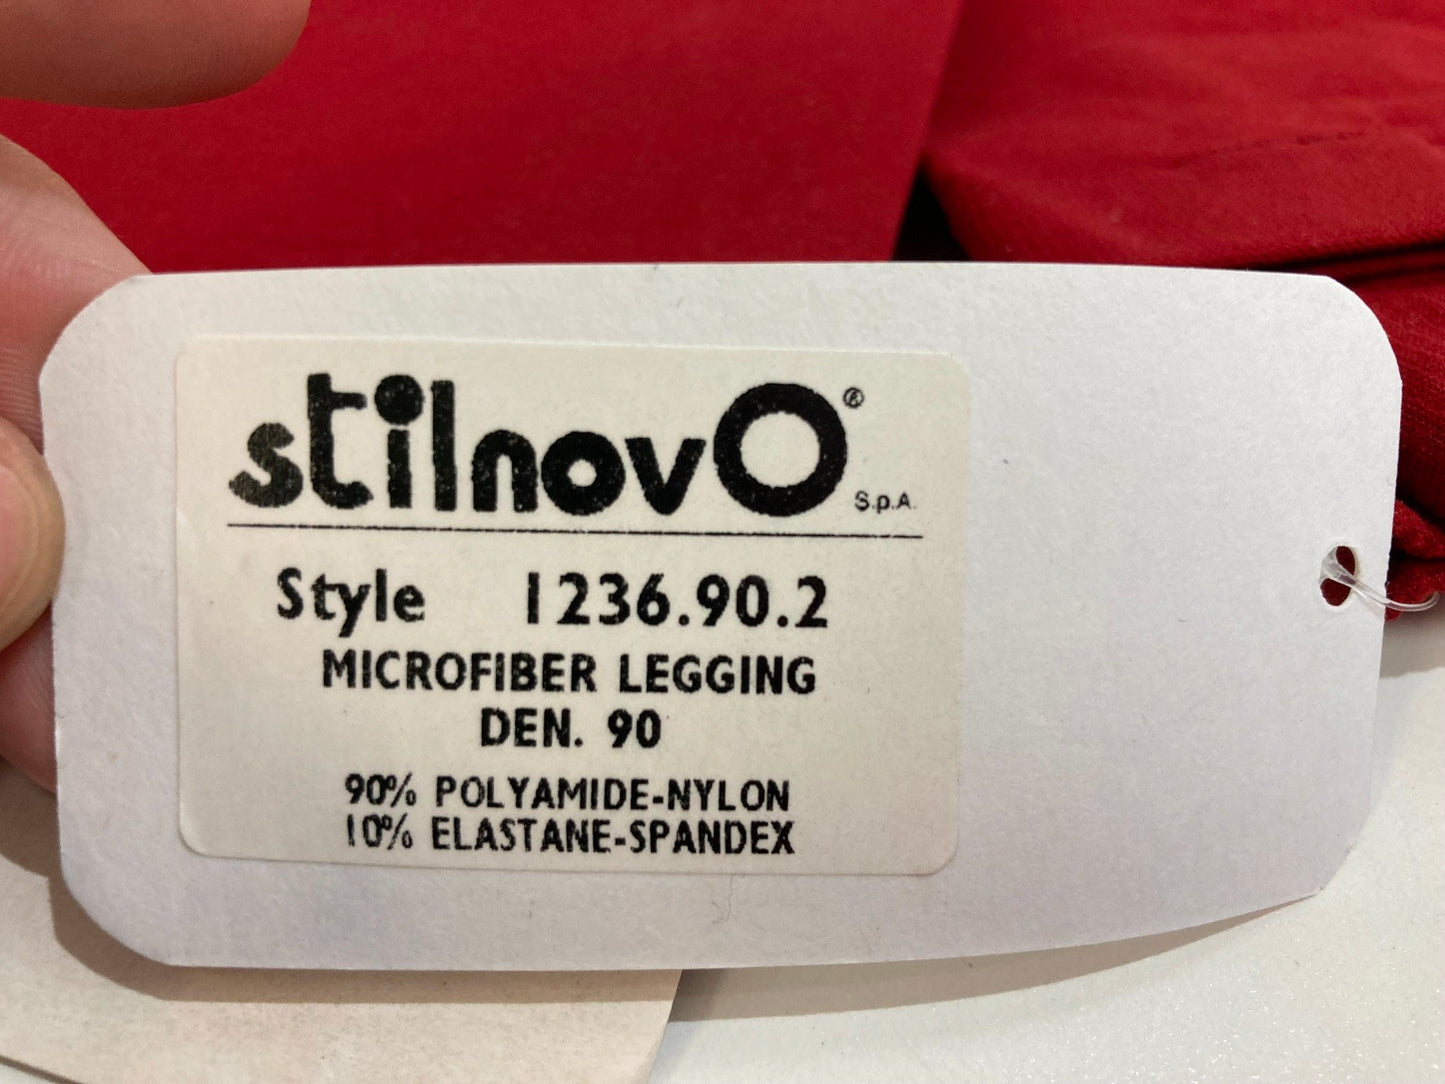 stilnovO®
S.p.A.
Style 1236.90.2
MICROFIBER LEGGING
DEN. 90
90% POLYAMIDE-NYLON
10% ELASTANE-SPANDEX